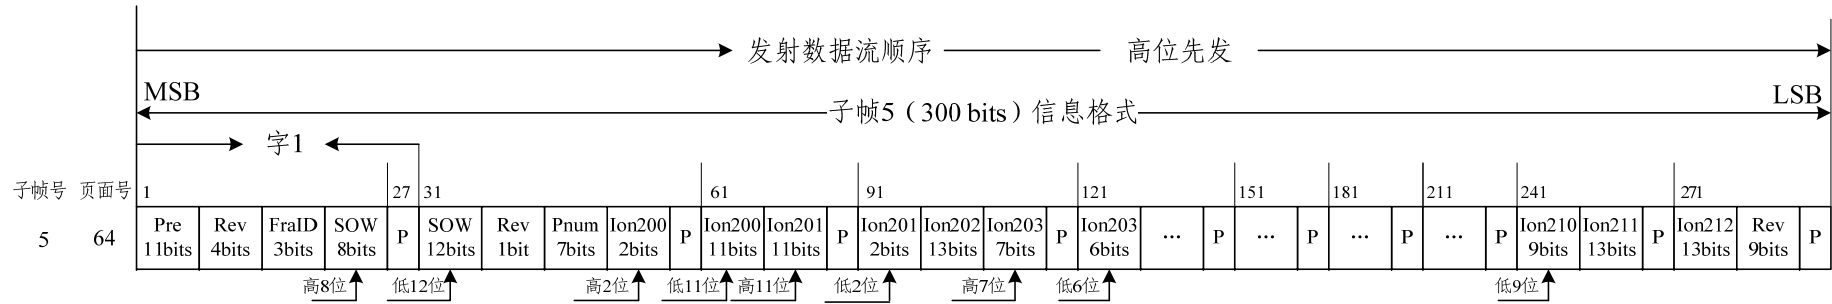 发射数据流顺序 高位先发
MSB LSB
子帧5（300 bits）信息格式
字1
子帧号 页面号 1 27 31 61 91 121 151 181 211 241 271
Pre Rev FraID SOW P SOW Rev Pnum Ion200 P Ion200 Ion201 P Ion201 Ion202 Ion203 P Ion203 ... P ... P ... P ... P Ion210 Ion211 P Ion212 Rev P
5 64 11bits 4bits 3bits 8bits 12bits 1bit 7bits 2bits 11bits 11bits 2bits 13bits 7bits 6bits 9bits 13bits 13bits 9bits
高8位 低12位 高2位 低11位 高11位 低2位 高7位 低6位 低9位